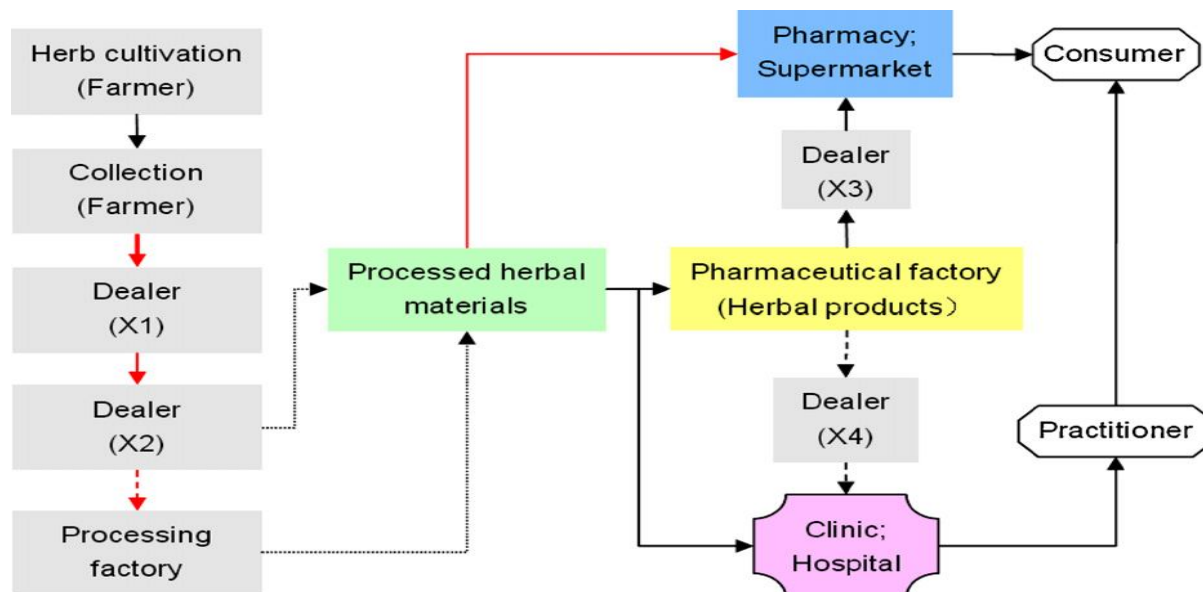 Herb cultivation
(Farmer)
Collection
(Farmer)
Dealer
(X1)
Dealer
(X2)
Processing
factory
Processed herbal
materials
Pharmacy;
Supermarket
Dealer
(X3)
Pharmaceutical factory
(Herbal products）
Dealer
(X4)
Clinic;
Hospital
Consumer
Practitioner